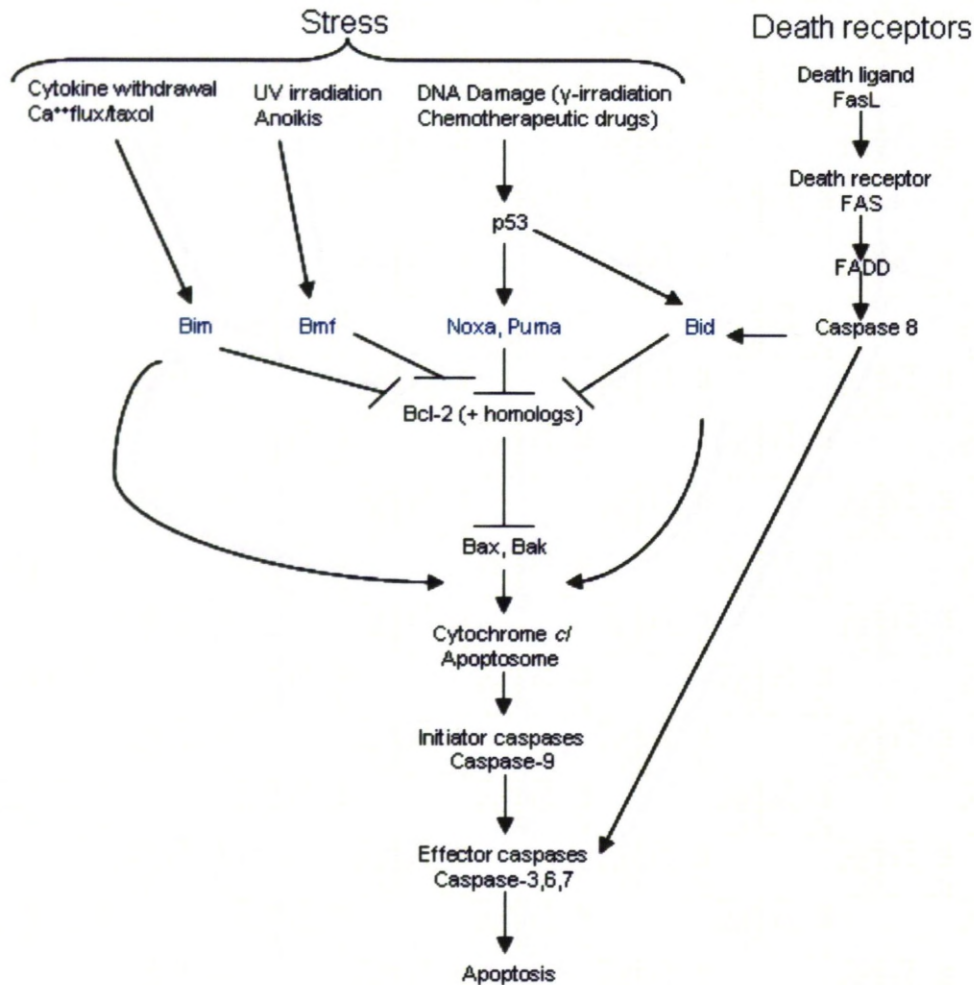 Stress
Death receptors
Cytokine withdrawal
Ca++flux/taxol
UV irradiation
Anoikis
DNA Damage (γ-irradiation
Chemotherapeutic drugs)
Death ligand
FasL
Death receptor
FAS
p53
FADD
Bim
Bmf
Noxa, Puma
Bid
Caspase 8
Bcl-2 (+ homologs)
Bax, Bak
Cytochrome c/
Apoptosome
Initiator caspases
Caspase-9
Effector caspases
Caspase-3,6,7
Apoptosis